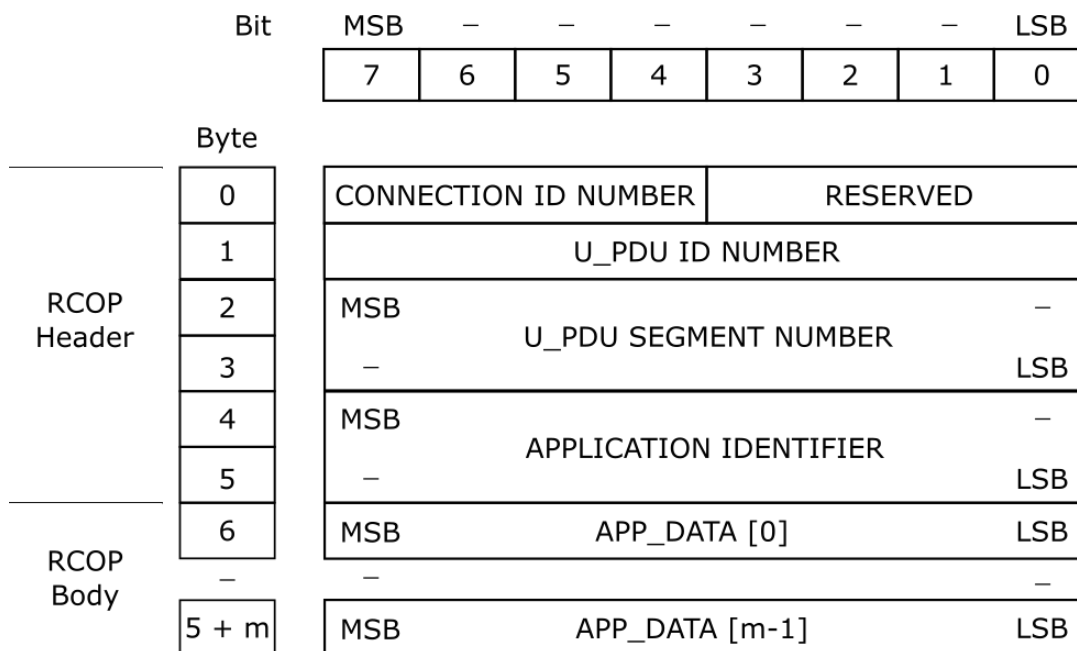 Bit MSB – – – – – – LSB
7 6 5 4 3 2 1 0
Byte
0 CONNECTION ID NUMBER RESERVED
1 U_PDU ID NUMBER
RCOP Header
2 MSB –
U_PDU SEGMENT NUMBER
3 – LSB
4 MSB –
APPLICATION IDENTIFIER
5 – LSB
6 MSB APP_DATA [0] LSB
RCOP Body
– – –
5 + m MSB APP_DATA [m-1] LSB